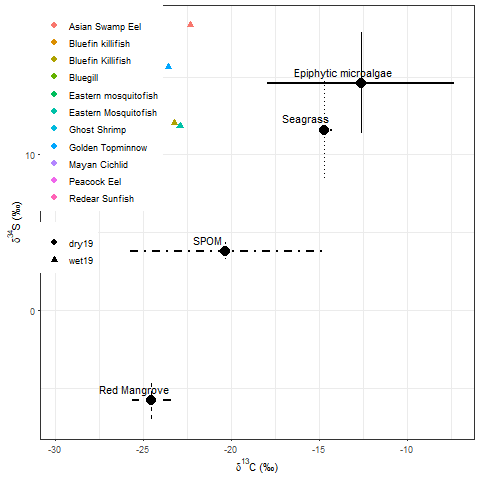 Asian Swamp Eel
Bluefin killifish
Bluefin Killifish
Bluegill
Eastern mosquitofish
Eastern Mosquitofish
Ghost Shrimp
Golden Topminnow
Mayan Cichlid
Peacock Eel
Redear Sunfish
dry19
wet19
Epiphytic microalgae
Seagrass
SPOM
Red Mangrove
10
0
δ³⁴S (‰)
-30 -25 -20 -15 -10
δ¹³C (‰)